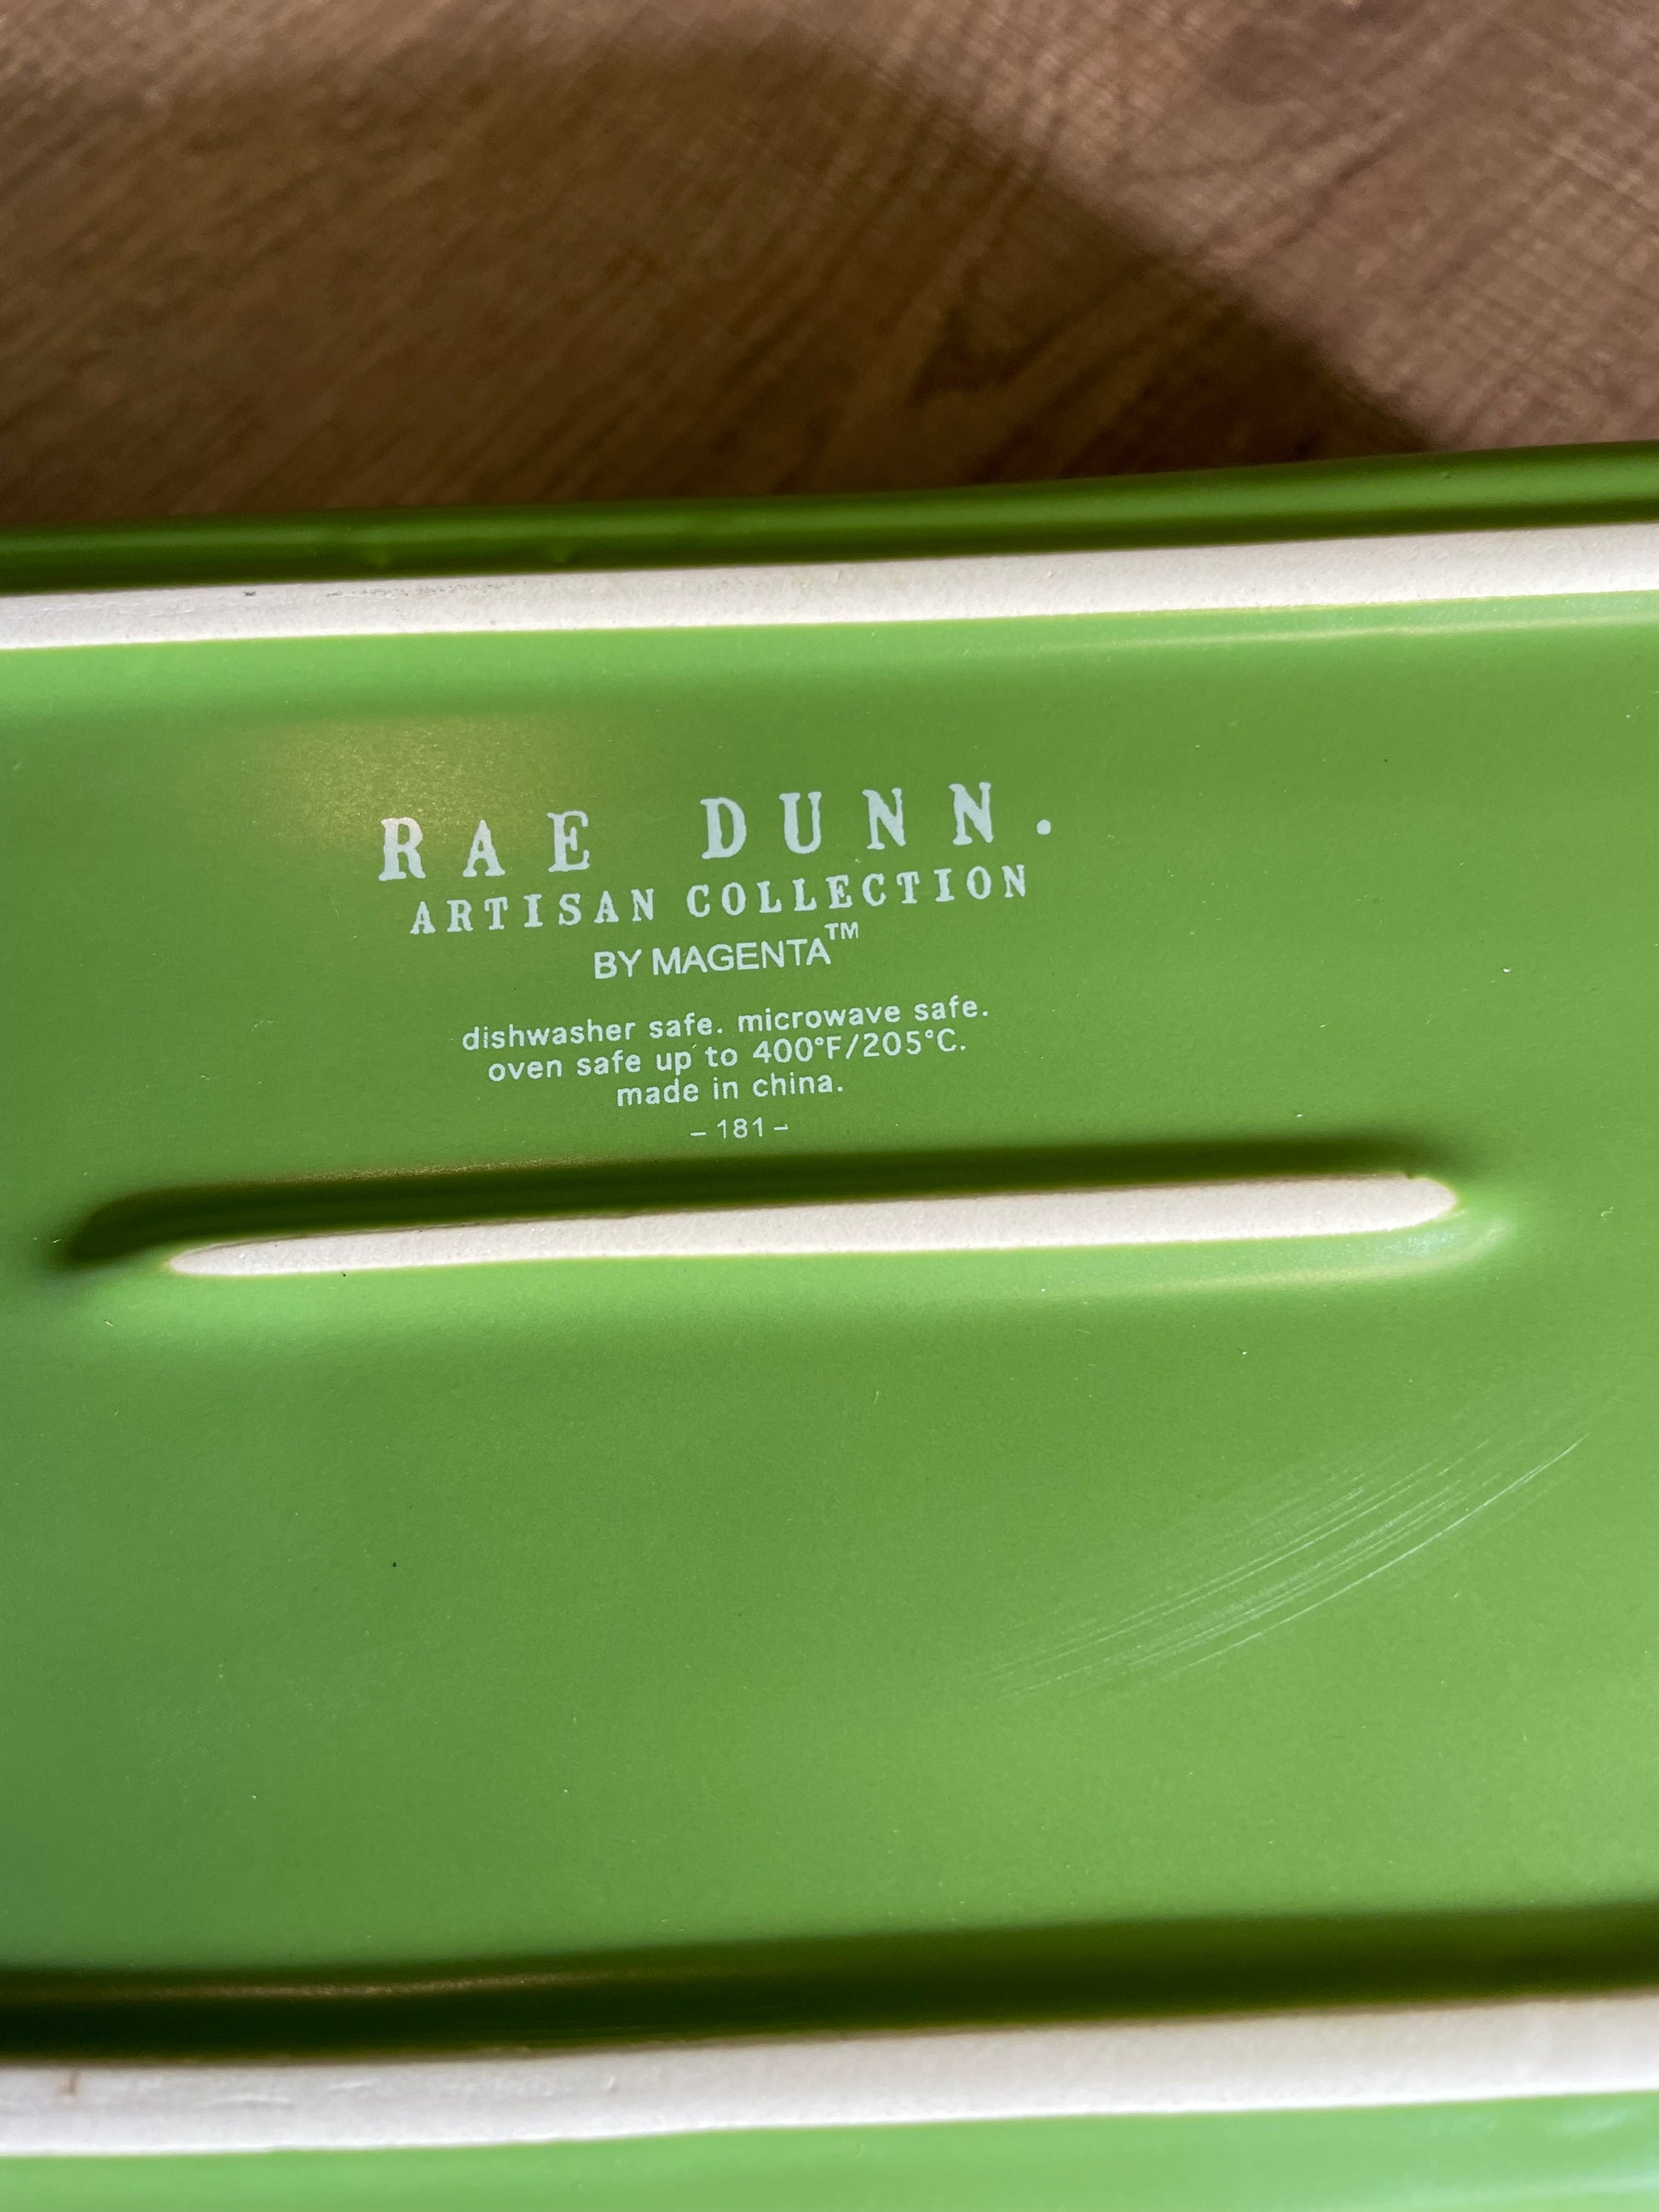 RAE DUNN.
ARTISAN COLLECTION
BY MAGENTA™
dishwasher safe. microwave safe.
oven safe up to 400°F/205°C.
made in china.
– 181 –